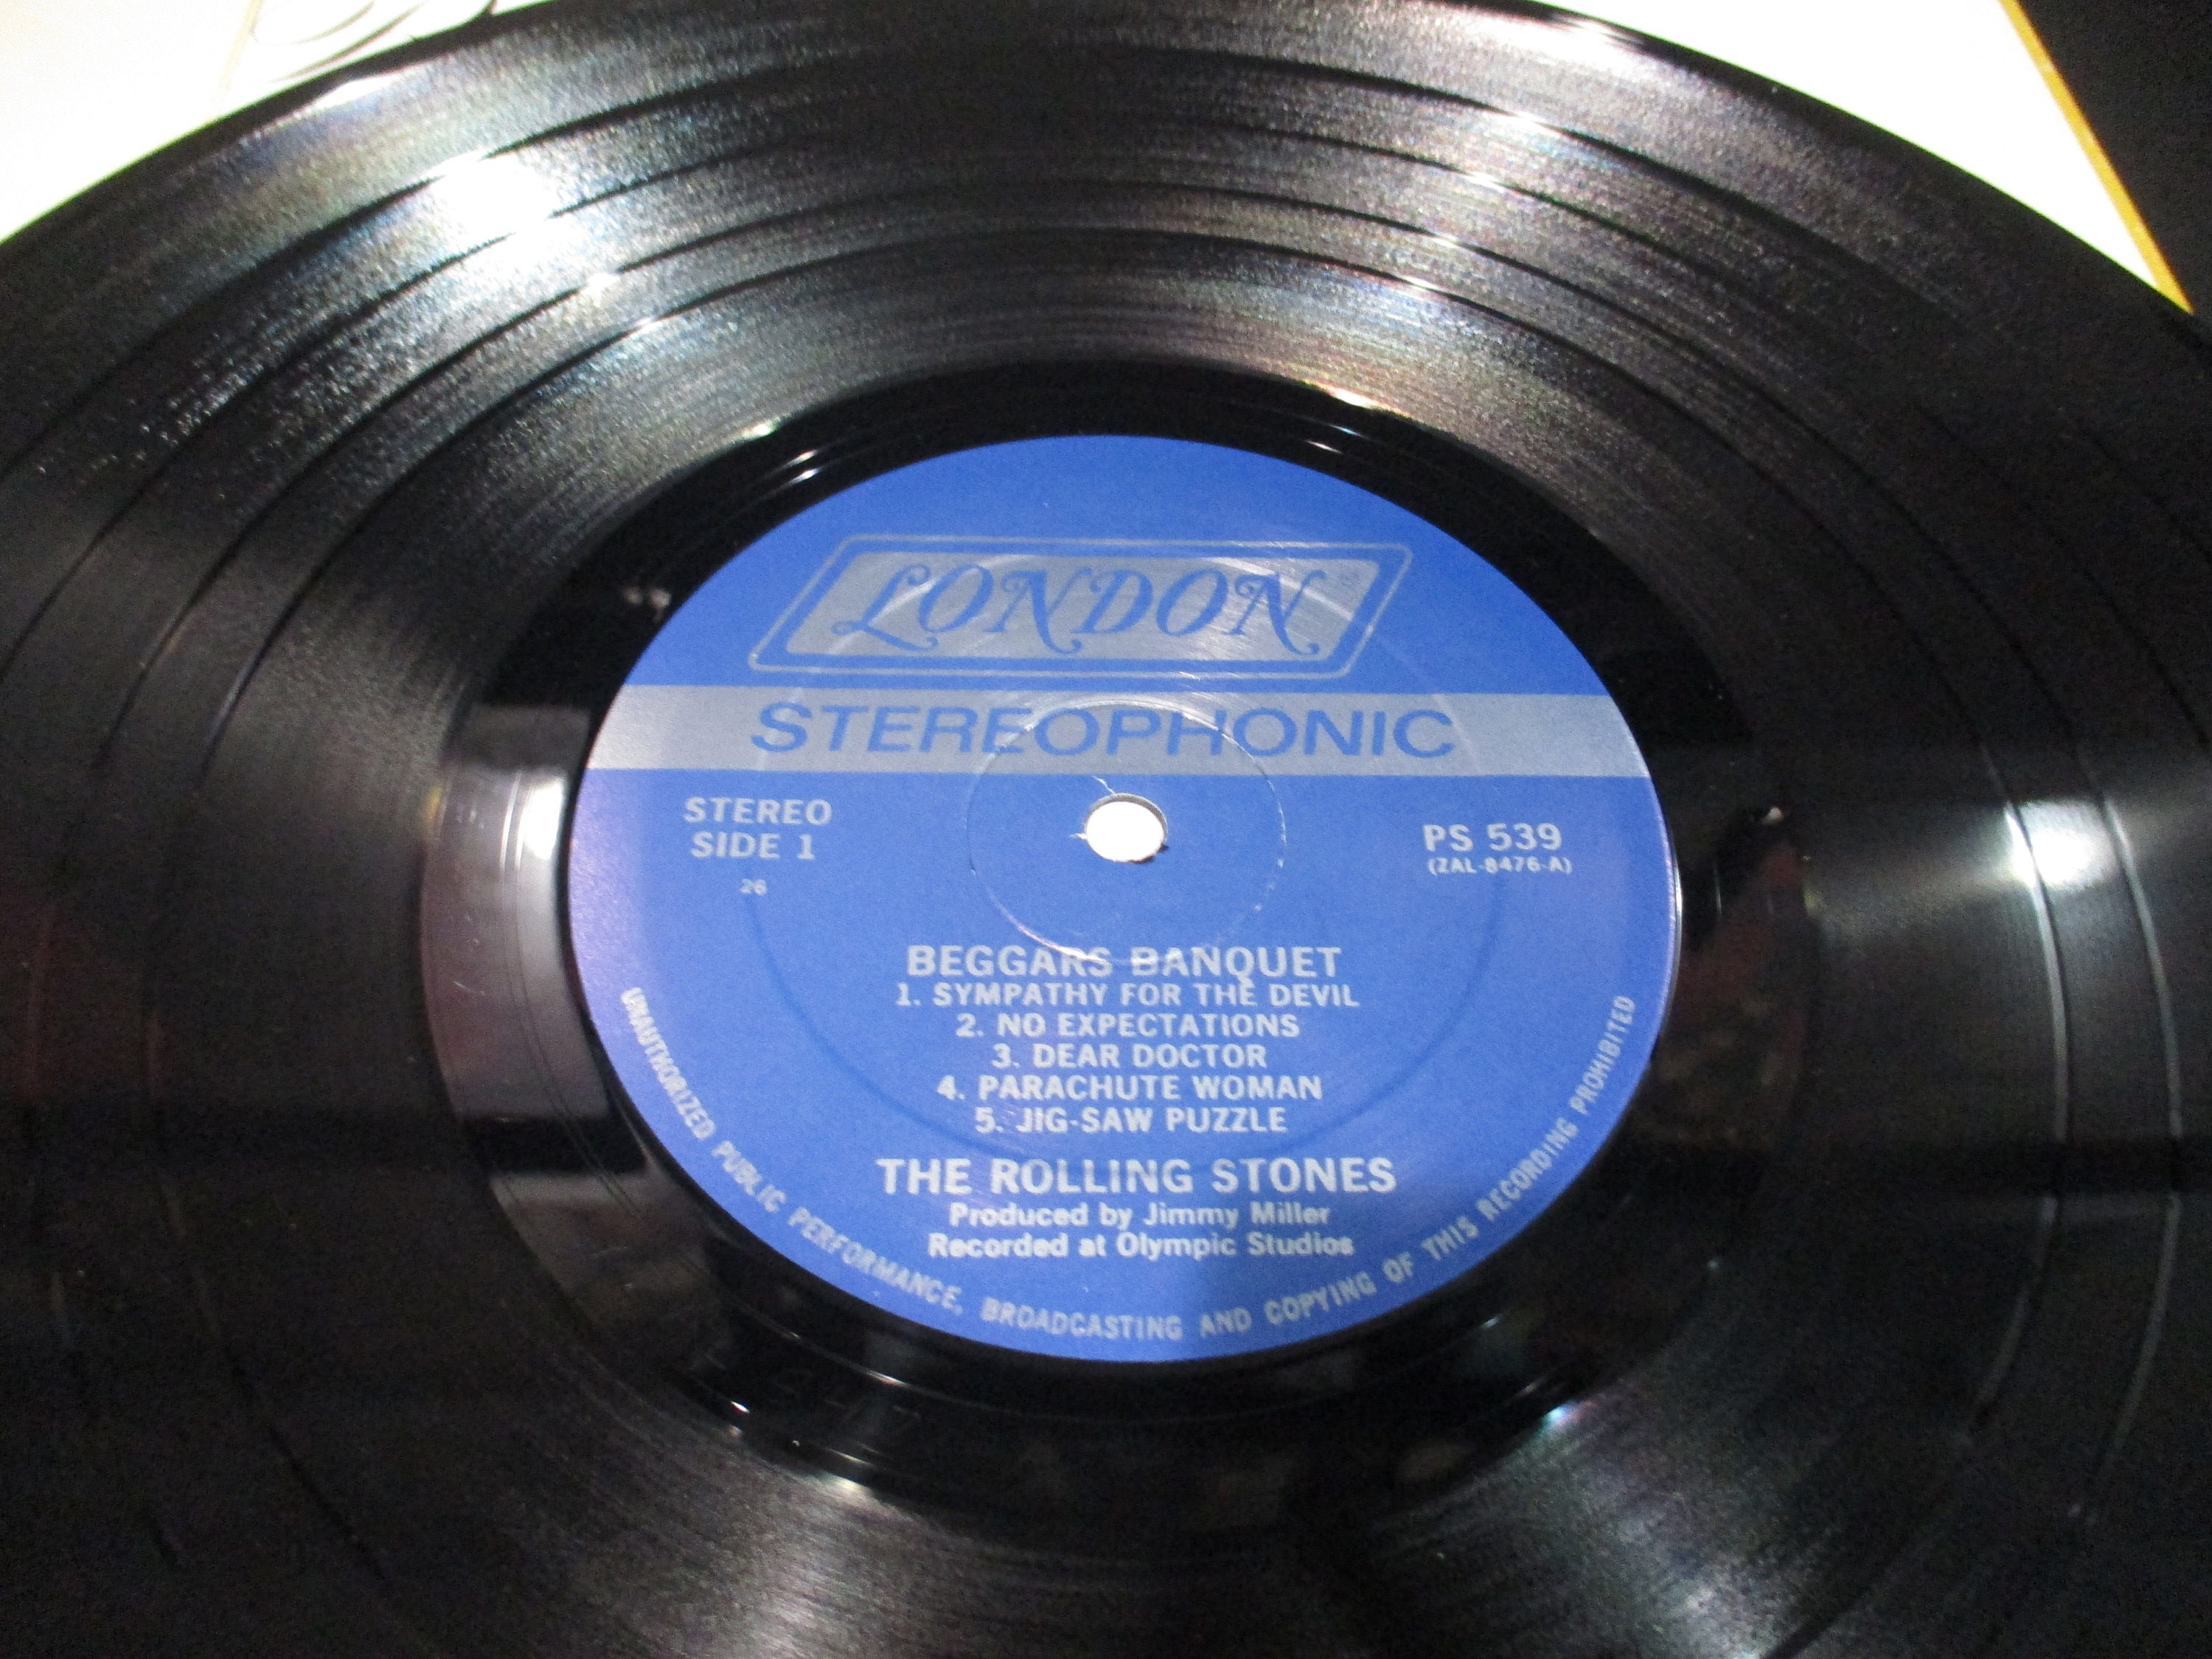 LONDON
STEREOPHONIC
STEREO
SIDE 1
26
PS 539
(ZAL-8476-A)
BEGGARS BANQUET
1. SYMPATHY FOR THE DEVIL
2. NO EXPECTATIONS
3. DEAR DOCTOR
4. PARACHUTE WOMAN
5. JIG-SAW PUZZLE
THE ROLLING STONES
Produced by Jimmy Miller
Recorded at Olympic Studios
UNAUTHORIZED PUBLIC PERFORMANCE, BROADCASTING AND COPYING OF THIS RECORDING PROHIBITED